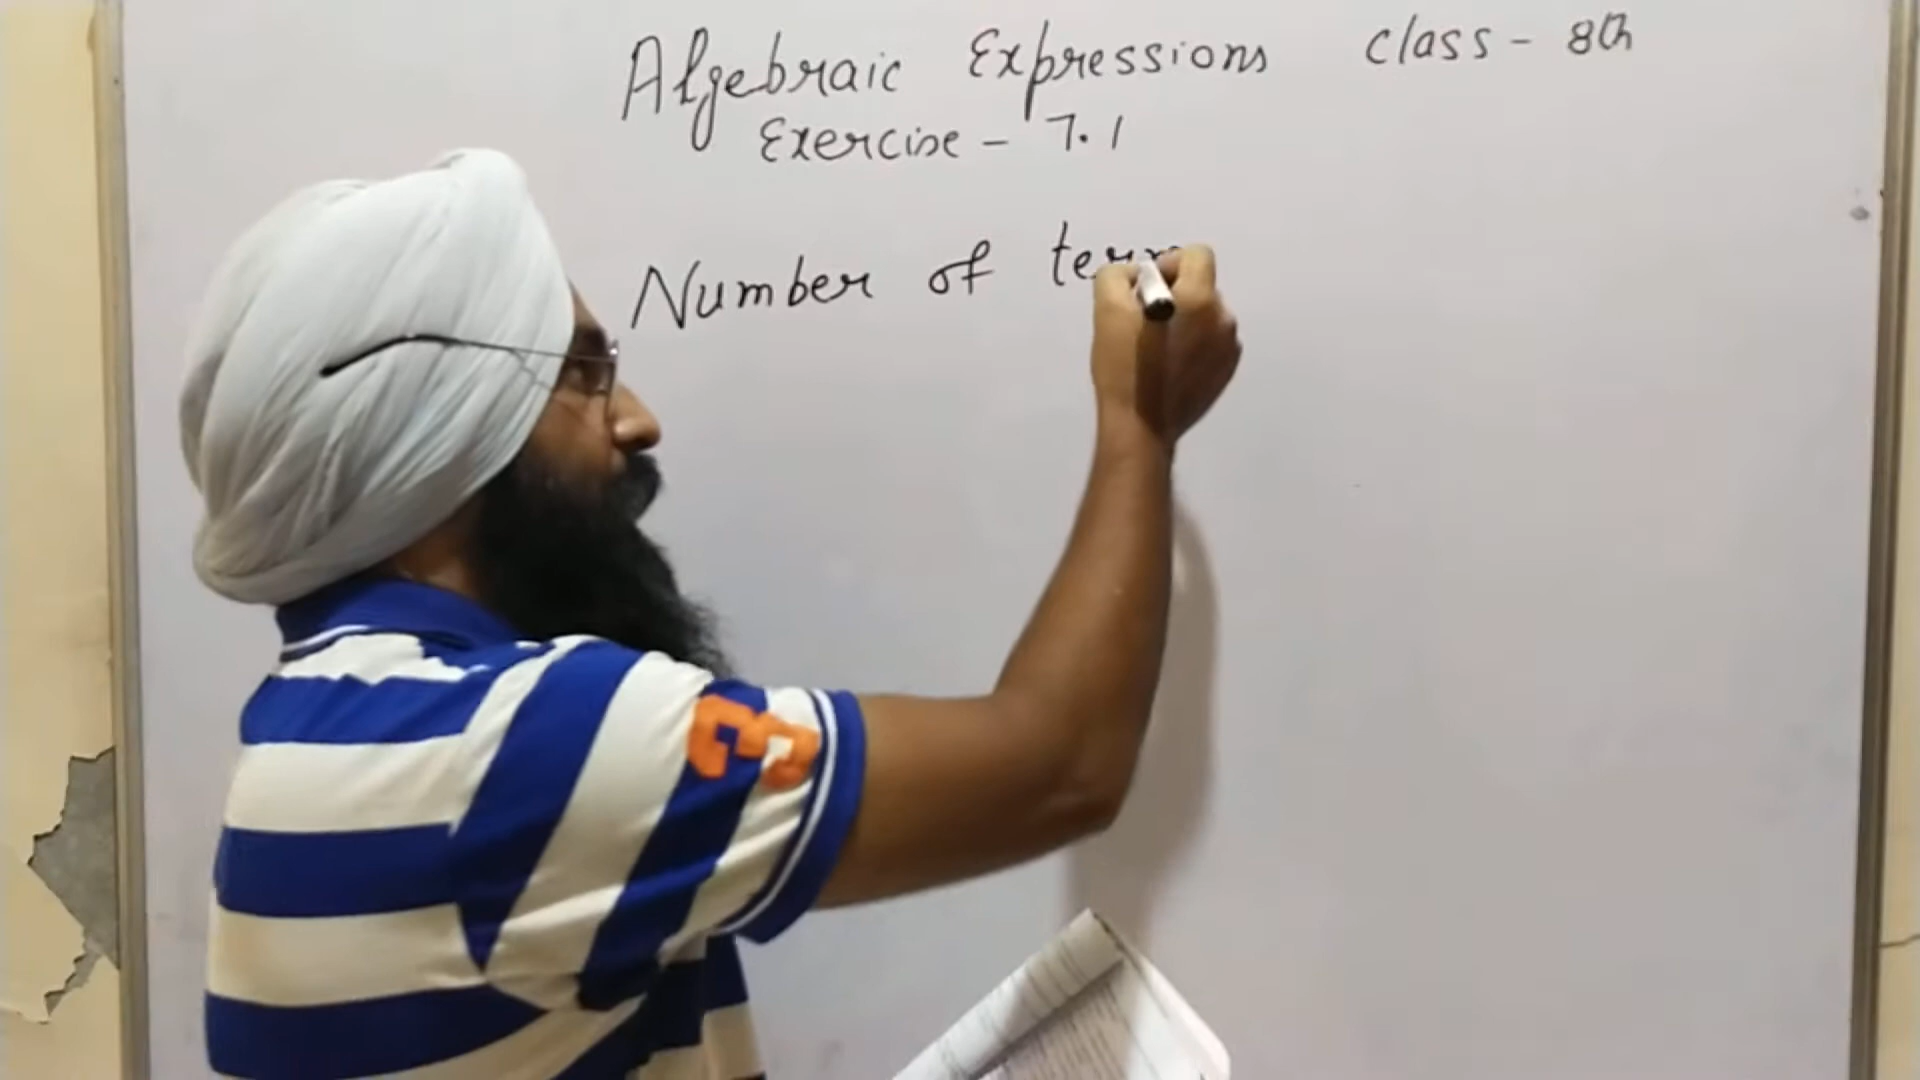 Algebraic Expressions class - 8th
Exercise - 7.1
Number of term